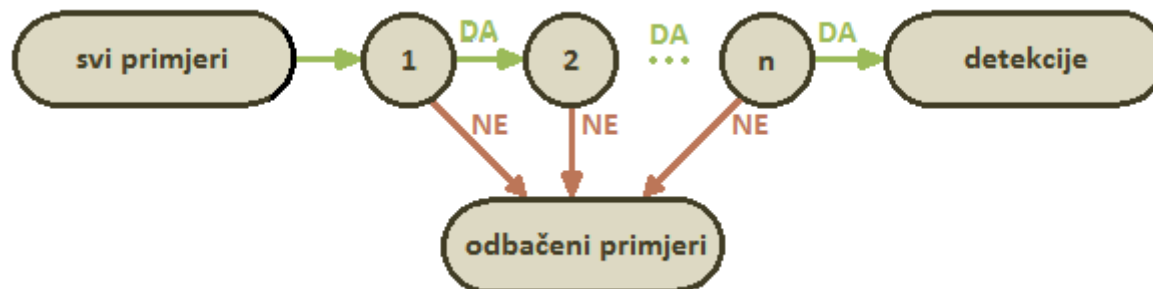 svi primjeri
1
DA
2
DA
...
n
DA
detekcije
NE
NE
NE
odbačeni primjeri